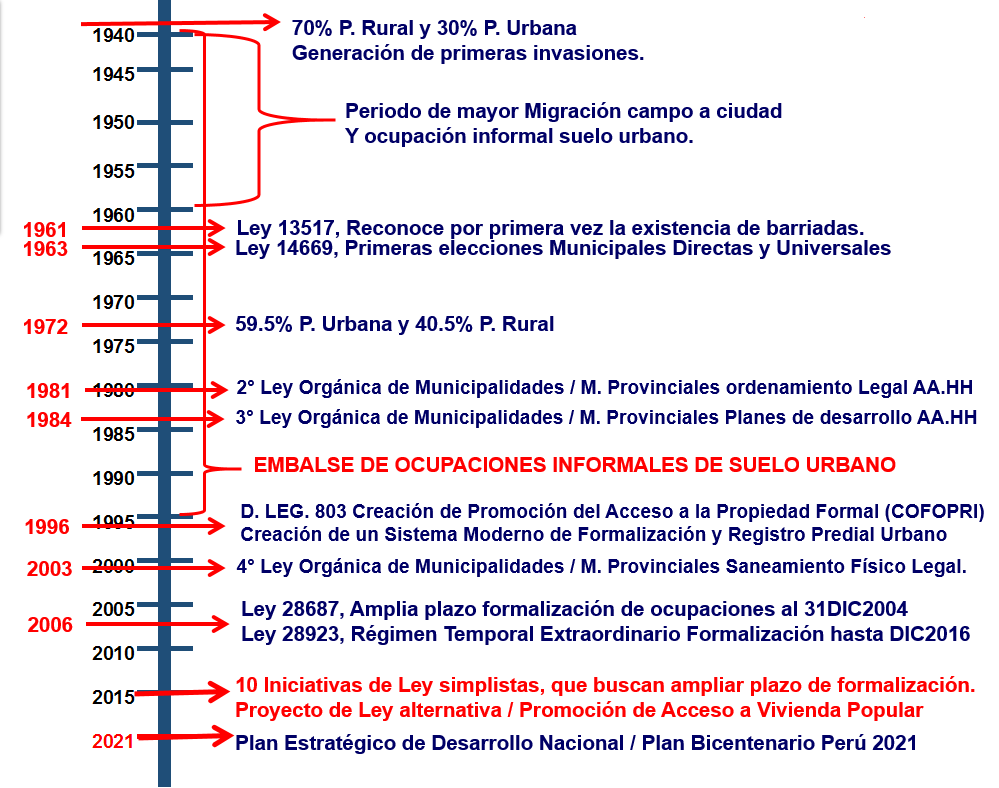 70% P. Rural y 30% P. Urbana
1940
Generación de primeras invasiones.
1945
Periodo de mayor Migración campo a ciudad
1950
Y ocupación informal suelo urbano.
1955
1960
1961
Ley 13517, Reconoce por primera vez la existencia de barriadas.
1963
Ley 14669, Primeras elecciones Municipales Directas y Universales
1965
1970
1972
59.5% P. Urbana y 40.5% P. Rural
1975
1981
1980
2° Ley Orgánica de Municipalidades / M. Provinciales ordenamiento Legal AA.HH
1984
3° Ley Orgánica de Municipalidades / M. Provinciales Planes de desarrollo AA.HH
1985
EMBALSE DE OCUPACIONES INFORMALES DE SUELO URBANO
1990
D. LEG. 803 Creación de Promoción del Acceso a la Propiedad Formal (COFOPRI)
1996
1995
Creación de un Sistema Moderno de Formalización y Registro Predial Urbano
2003
2000
4° Ley Orgánica de Municipalidades / M. Provinciales Saneamiento Físico Legal.
2005
Ley 28687, Amplia plazo formalización de ocupaciones al 31DIC2004
2006
Ley 28923, Régimen Temporal Extraordinario Formalización hasta DIC2016
2010
10 Iniciativas de Ley simplistas, que buscan ampliar plazo de formalización.
2015
Proyecto de Ley alternativa / Promoción de Acceso a Vivienda Popular
2021
Plan Estratégico de Desarrollo Nacional / Plan Bicentenario Perú 2021